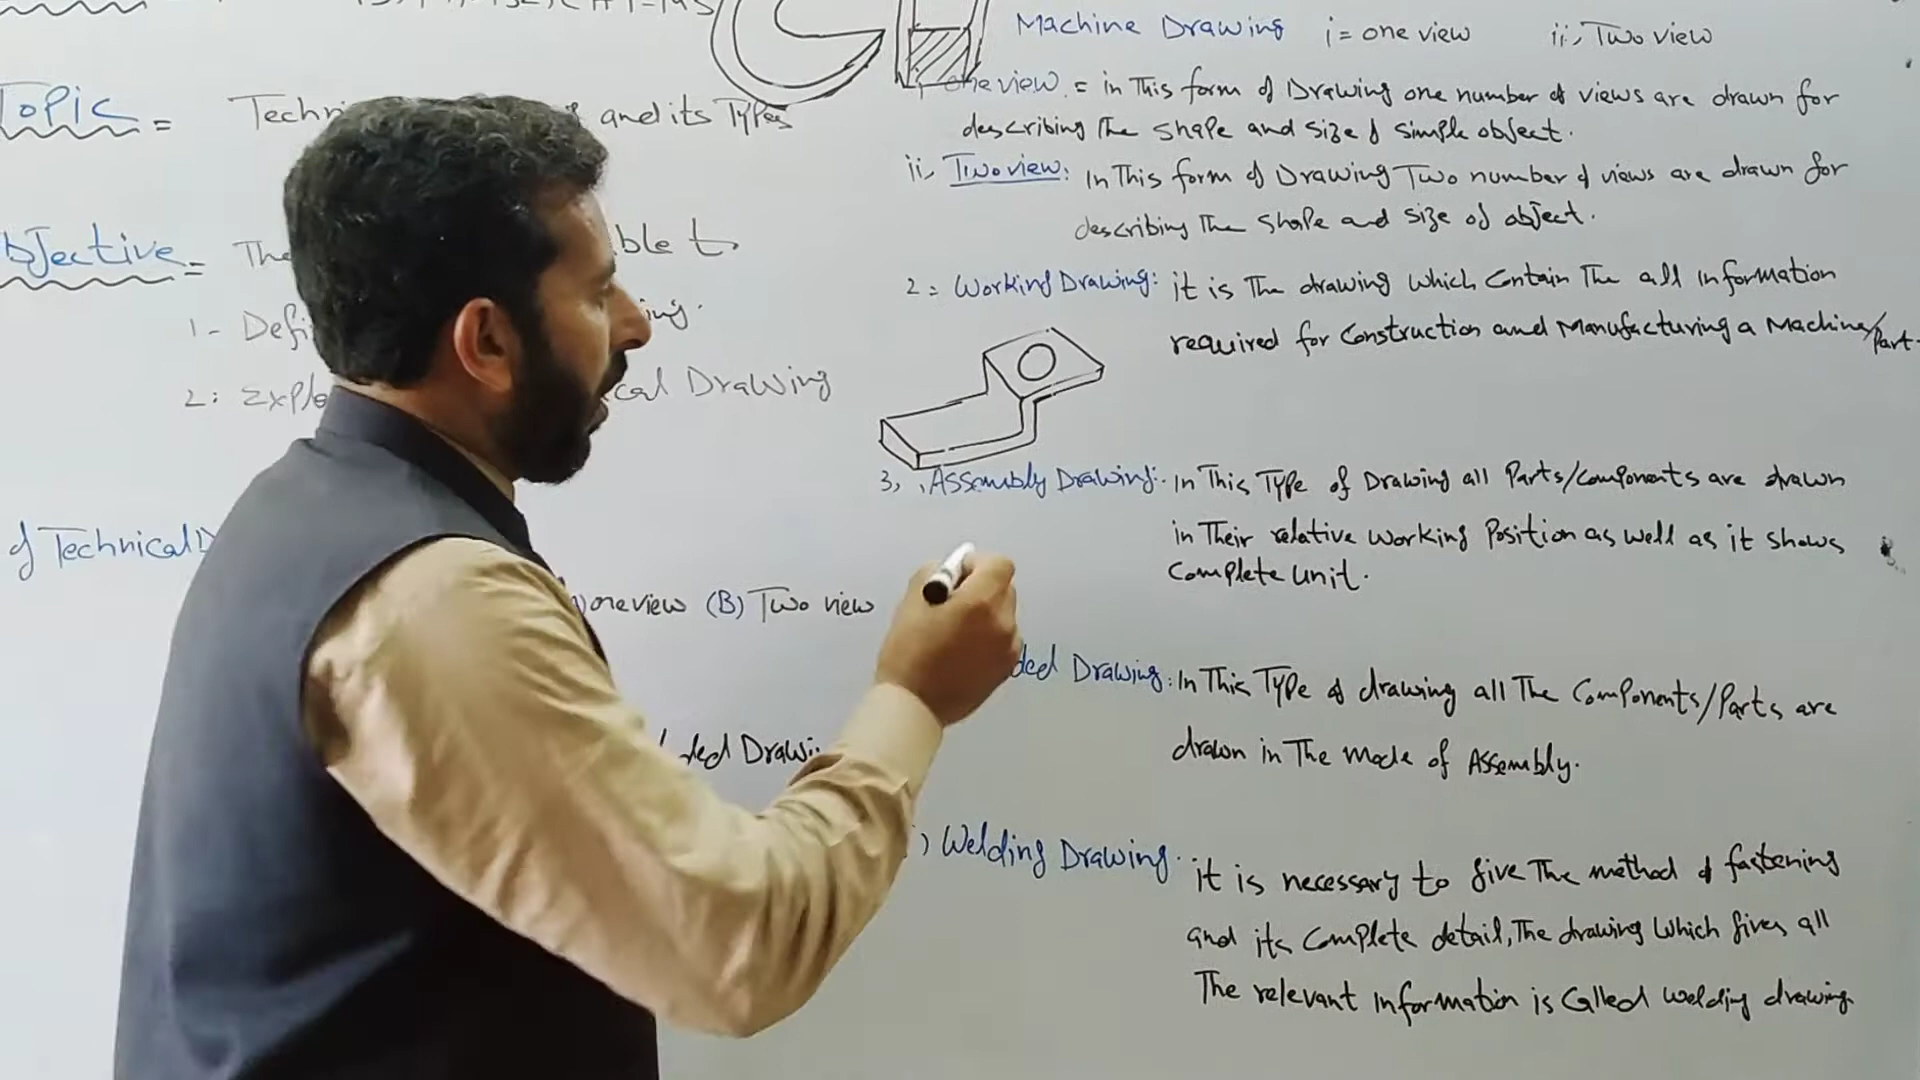 Topic = Techni and its Types
bJective = The ble to
1- Defi ing.
2: Explo cal Drawing
of Technical D
oneview (B) Two view
ded Drawi
Machine Drawing i = one view ii, Two view
i, one view = in This form of Drawing one number of views are drawn for
describing The shape and size of simple object.
ii, Two view: In This form of Drawing Two number of views are drawn for
describing The shape and size of object.
2 = Working Drawing: it is The drawing which Contain The all information
required for Construction and Manufacturing a Machine/Part.
3, Assembly Drawing:- In This Type of Drawing all Parts/components are drawn
in Their relative working Position as well as it shows
Complete unit.
ded Drawing: In This Type of drawing all The Components/Parts are
drawn in The mode of Assembly.
) Welding Drawing. it is necessary to give The method of fastening
and its Complete detail, The drawing which gives all
The relevant information is Called welding drawing